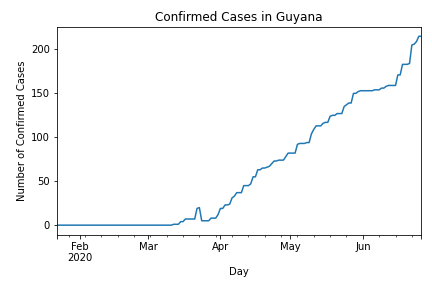 Confirmed Cases in Guyana
Number of Confirmed Cases
200
150
100
50
0
Feb Mar Apr May Jun
2020
Day